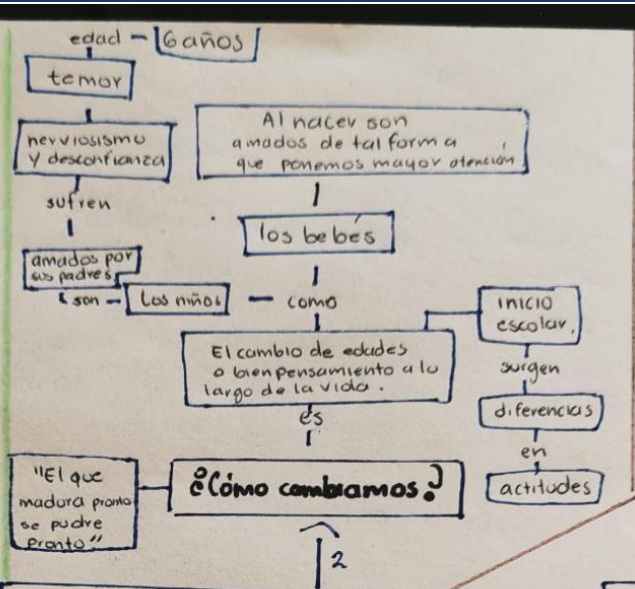 edad - 6 años
temor
nerviosismo
y desconfianza
sufren
amados por
sus padres
son - Los niños - como
Al nacer son
amados de tal forma
que ponemos mayor atención
los bebés
El cambio de edades
o bien pensamiento a lo
largo de la vida.
es
inicio
escolar,
surgen
diferencias
en
actitudes
¿Cómo cambiamos?
"El que
madura pronto
se pudre
pronto"
2